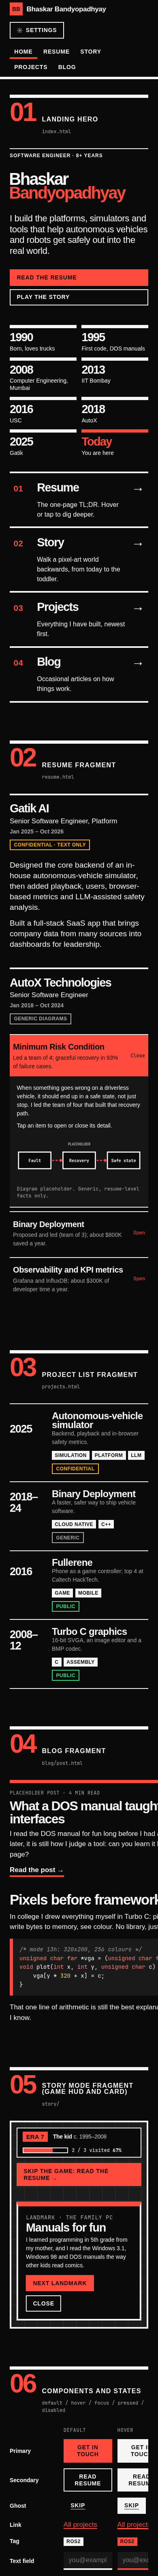 BB Bhaskar Bandyopadhyay
SETTINGS
HOME RESUME STORY
PROJECTS BLOG
01 LANDING HERO
index.html
SOFTWARE ENGINEER · 8+ YEARS
Bhaskar
Bandyopadhyay
I build the platforms, simulators and
tools that help autonomous vehicles
and robots get safely out into the
real world.
READ THE RESUME
PLAY THE STORY
1990
Born, loves trucks
1995
First code, DOS manuals
2008
Computer Engineering,
Mumbai
2013
IIT Bombay
2016
USC
2018
AutoX
2025
Gatik
Today
You are here
01 Resume →
The one-page TL;DR. Hover
or tap to dig deeper.
02 Story →
Walk a pixel-art world
backwards, from today to the
toddler.
03 Projects →
Everything I have built, newest
first.
04 Blog →
Occasional articles on how
things work.
02 RESUME FRAGMENT
resume.html
Gatik AI
Senior Software Engineer, Platform
Jan 2025 – Oct 2026
CONFIDENTIAL · TEXT ONLY
Designed the core backend of an in-
house autonomous-vehicle simulator,
then added playback, users, browser-
based metrics and LLM-assisted safety
analysis.
Built a full-stack SaaS app that brings
company data from many sources into
dashboards for leadership.
AutoX Technologies
Senior Software Engineer
Jan 2018 – Oct 2024
GENERIC DIAGRAMS
Minimum Risk Condition
Led a team of 4; graceful recovery in 93%
of failure cases.
Close
When something goes wrong on a driverless
vehicle, it should end up in a safe state, not just
stop. I led the team of four that built that recovery
path.
Tap an item to open or close its detail.
PLACEHOLDER
Fault
Recovery
Safe state
Diagram placeholder. Generic, resume-level
facts only.
Binary Deployment
Proposed and led (team of 3); about $800K
saved a year.
Open
Observability and KPI metrics
Grafana and InfluxDB; about $300K of
developer time a year.
Open
03 PROJECT LIST FRAGMENT
projects.html
2025
Autonomous-vehicle
simulator
Backend, playback and in-browser
safety metrics.
SIMULATION PLATFORM LLM
CONFIDENTIAL
2018–
24
Binary Deployment
A faster, safer way to ship vehicle
software.
CLOUD NATIVE C++
GENERIC
2016
Fullerene
Phone as a game controller; top 4 at
Caltech HackTech.
GAME MOBILE
PUBLIC
2008–
12
Turbo C graphics
16-bit SVGA, an image editor and a
BMP codec.
C ASSEMBLY
PUBLIC
04 BLOG FRAGMENT
blog/post.html
PLACEHOLDER POST · 4 MIN READ
What a DOS manual taught
interfaces
I read the DOS manual for fun long before I had
later, it is still how I judge a tool: can you learn it
page?
Read the post →
Pixels before framework
In college I drew everything myself in Turbo C: pi
write bytes to memory, see colour. No library, just
/* mode 13h: 320x200, 256 colours */
unsigned char far *vga = (unsigned char f
void plot(int x, int y, unsigned char c)
vga[y * 320 + x] = c;
}
That one line of arithmetic is still the best explana
I know.
05 STORY MODE FRAGMENT
(GAME HUD AND CARD)
story/
ERA 7 The kid c. 1995–2008
2 / 3 visited 67%
SKIP THE GAME: READ THE
RESUME
LANDMARK · THE FAMILY PC
Manuals for fun
I learned programming in 5th grade from
my mother, and I read the Windows 3.1,
Windows 98 and DOS manuals the way
other kids read comics.
NEXT LANDMARK
CLOSE
06 COMPONENTS AND STATES
default / hover / focus / pressed /
disabled
DEFAULT HOVER
Primary
GET IN
TOUCH
Secondary
READ
RESUME
Ghost SKIP SKIP
Link All projects
Tag ROS2 ROS2
Text field